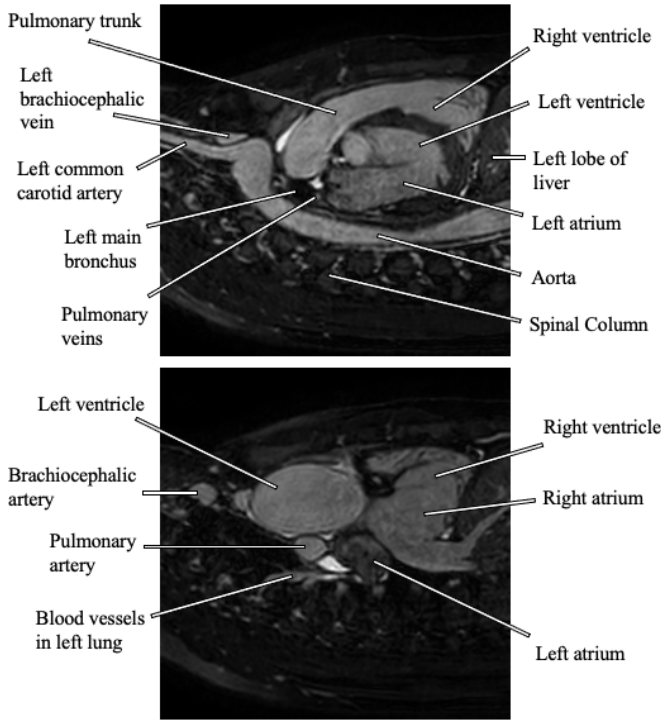 Pulmonary trunk
Right ventricle
Left
brachiocephalic
vein
Left ventricle
Left common
carotid artery
Left lobe of
liver
Left main
bronchus
Left atrium
Aorta
Pulmonary
veins
Spinal Column
Left ventricle
Right ventricle
Brachiocephalic
artery
Right atrium
Pulmonary
artery
Blood vessels
in left lung
Left atrium